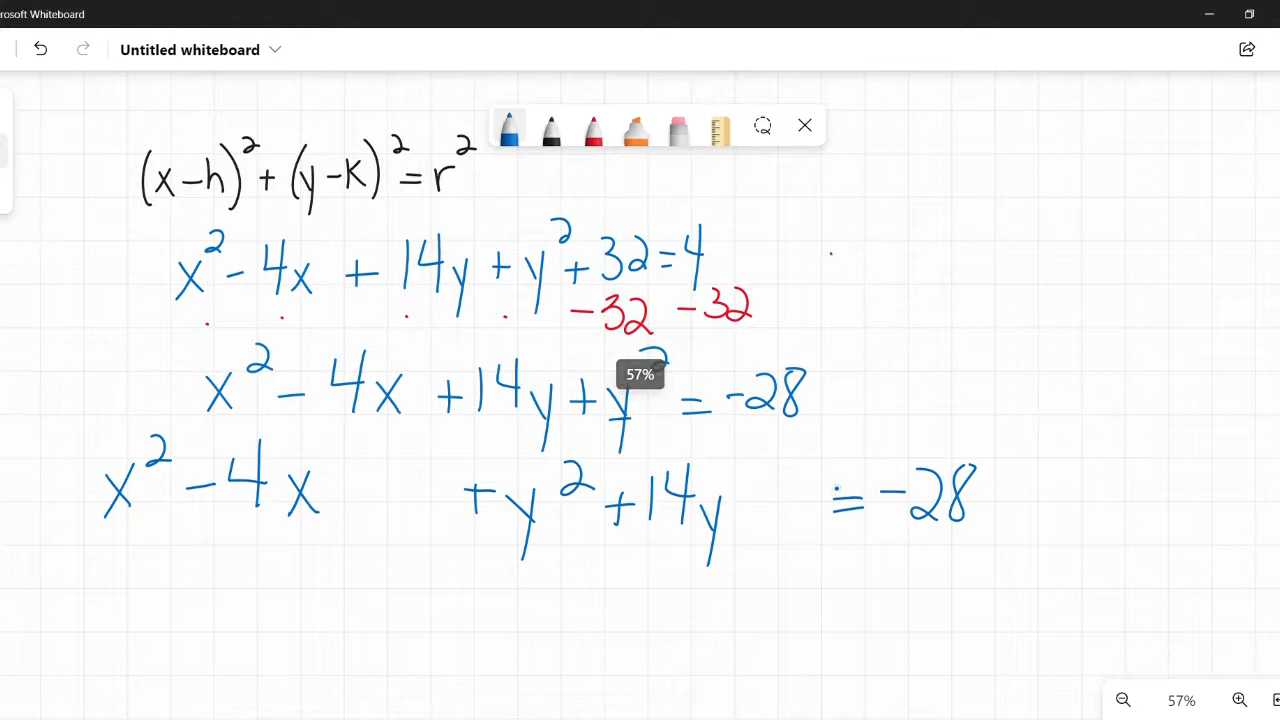 rosoft Whiteboard
Untitled whiteboard
(x-h)² + (y-k)² = r²
x² - 4x + 14y + y² + 32 = 4
-32 -32
x² - 4x + 14y + y² = -28
57%
x² - 4x + y² + 14y = -28
57%